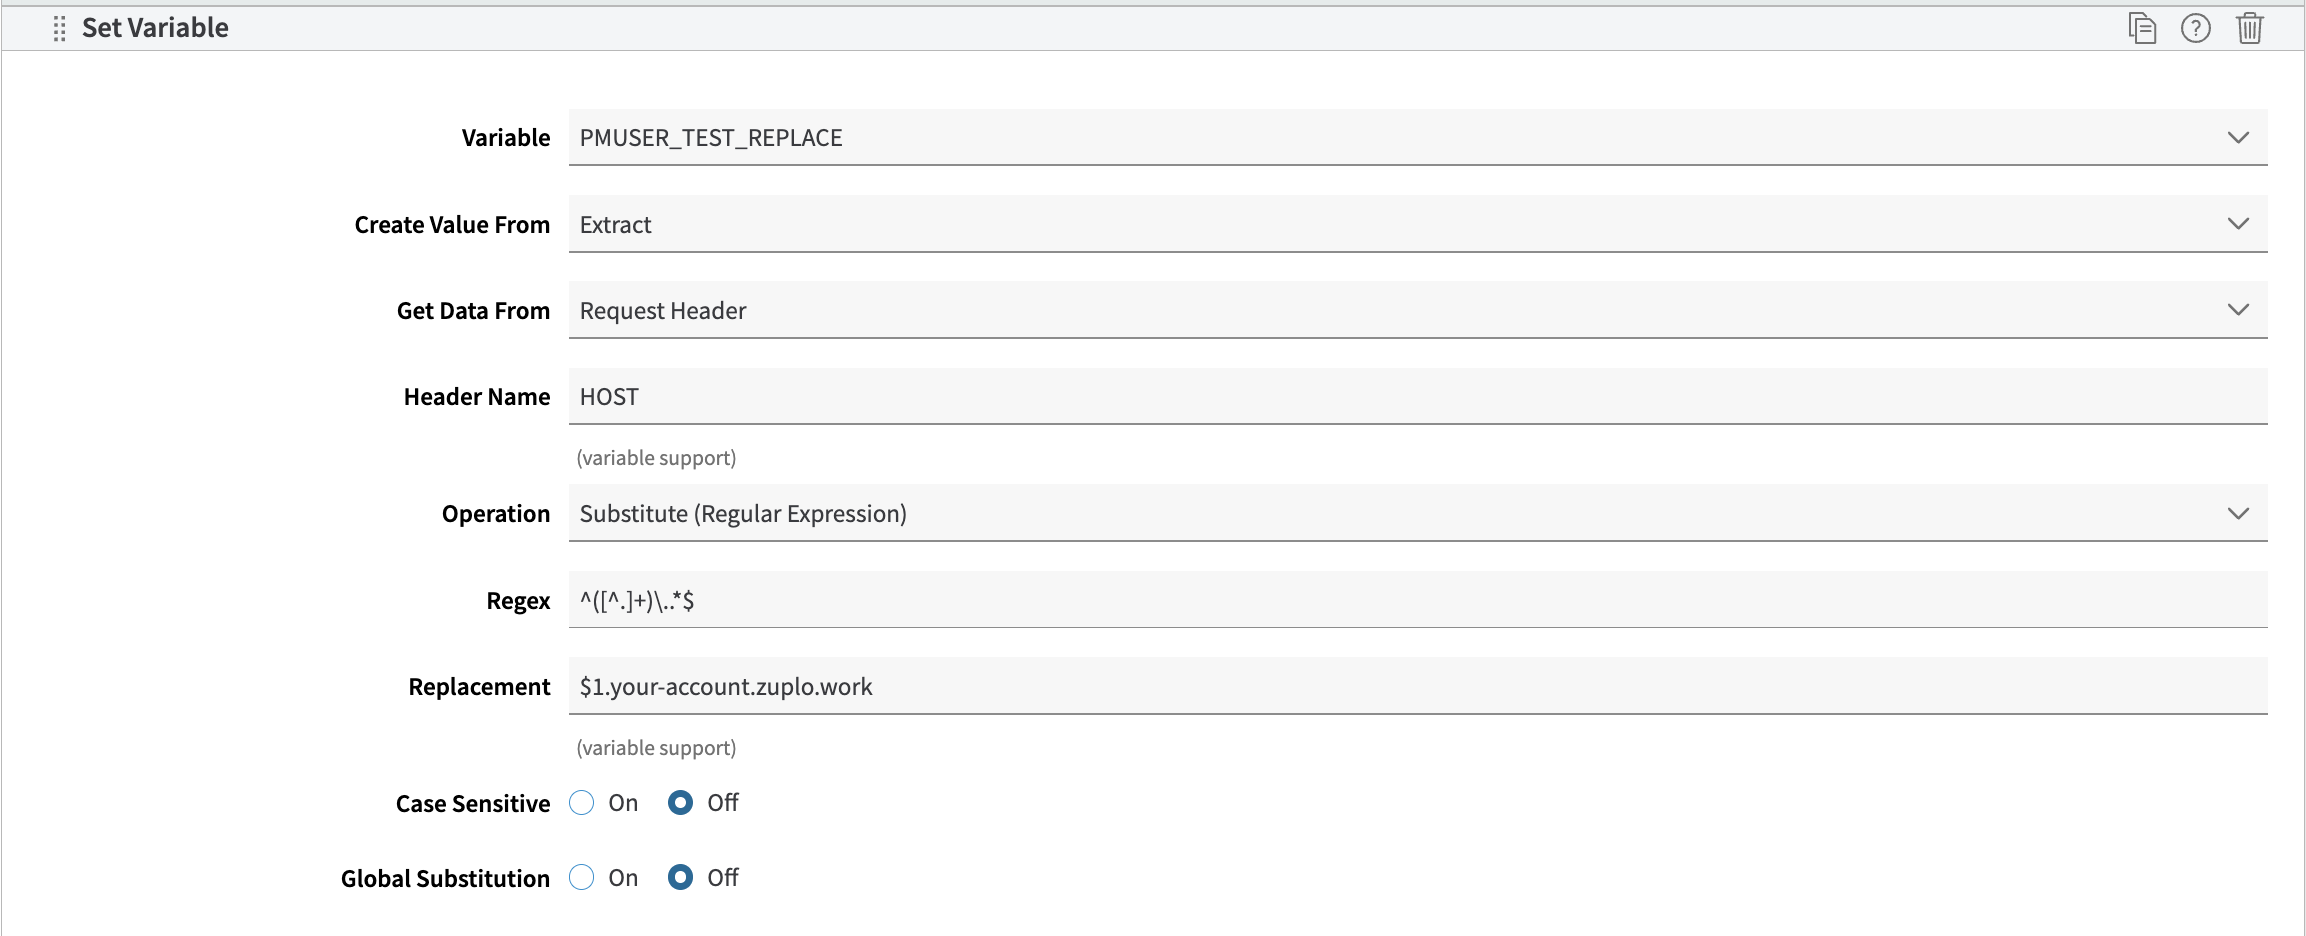 Set Variable
Variable PMUSER_TEST_REPLACE
Create Value From Extract
Get Data From Request Header
Header Name HOST
(variable support)
Operation Substitute (Regular Expression)
Regex ^([^.]+)\..*$
Replacement $1.your-account.zuplo.work
(variable support)
Case Sensitive On Off
Global Substitution On Off